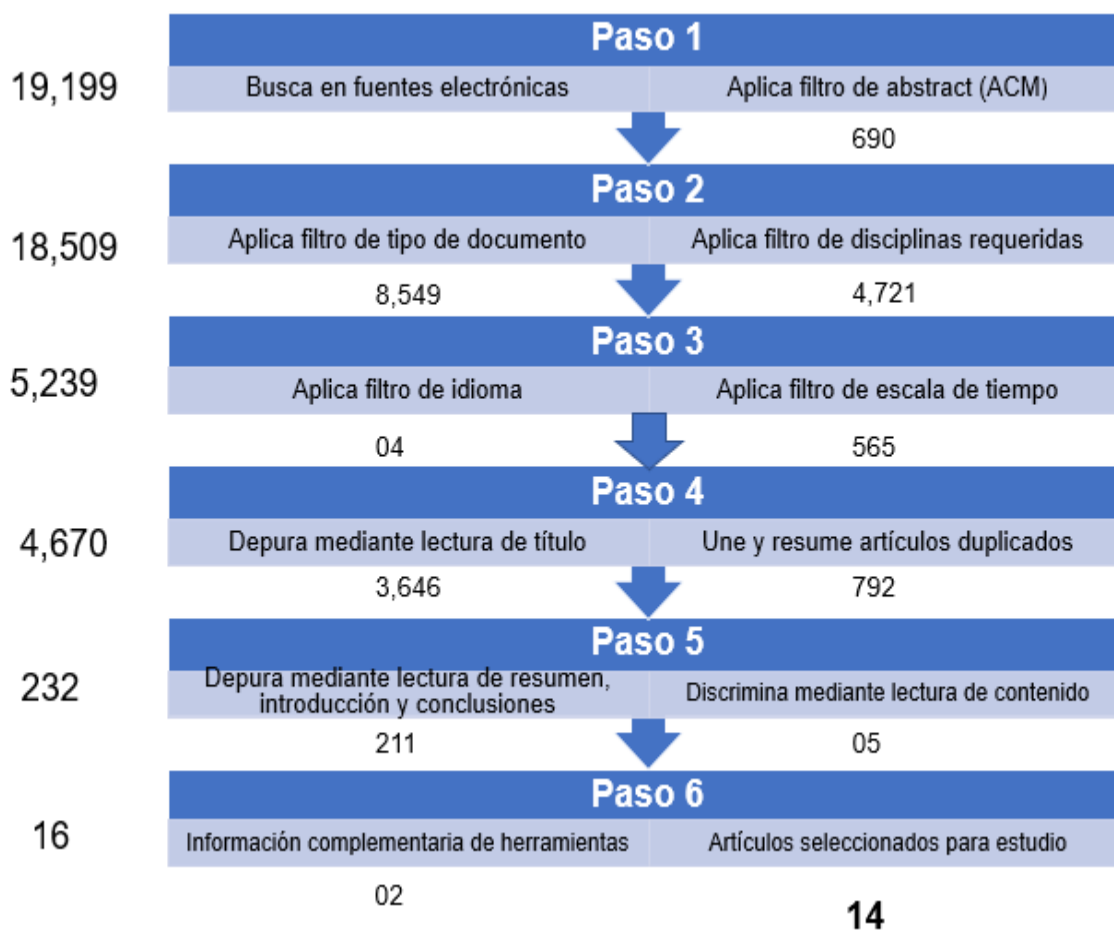 Paso 1
19,199
Busca en fuentes electrónicas
Aplica filtro de abstract (ACM)
690
Paso 2
18,509
Aplica filtro de tipo de documento
Aplica filtro de disciplinas requeridas
8,549
4,721
Paso 3
5,239
Aplica filtro de idioma
Aplica filtro de escala de tiempo
04
565
Paso 4
4,670
Depura mediante lectura de título
Une y resume artículos duplicados
3,646
792
Paso 5
232
Depura mediante lectura de resumen,
introducción y conclusiones
Discrimina mediante lectura de contenido
211
05
Paso 6
16
Información complementaria de herramientas
Artículos seleccionados para estudio
02
14